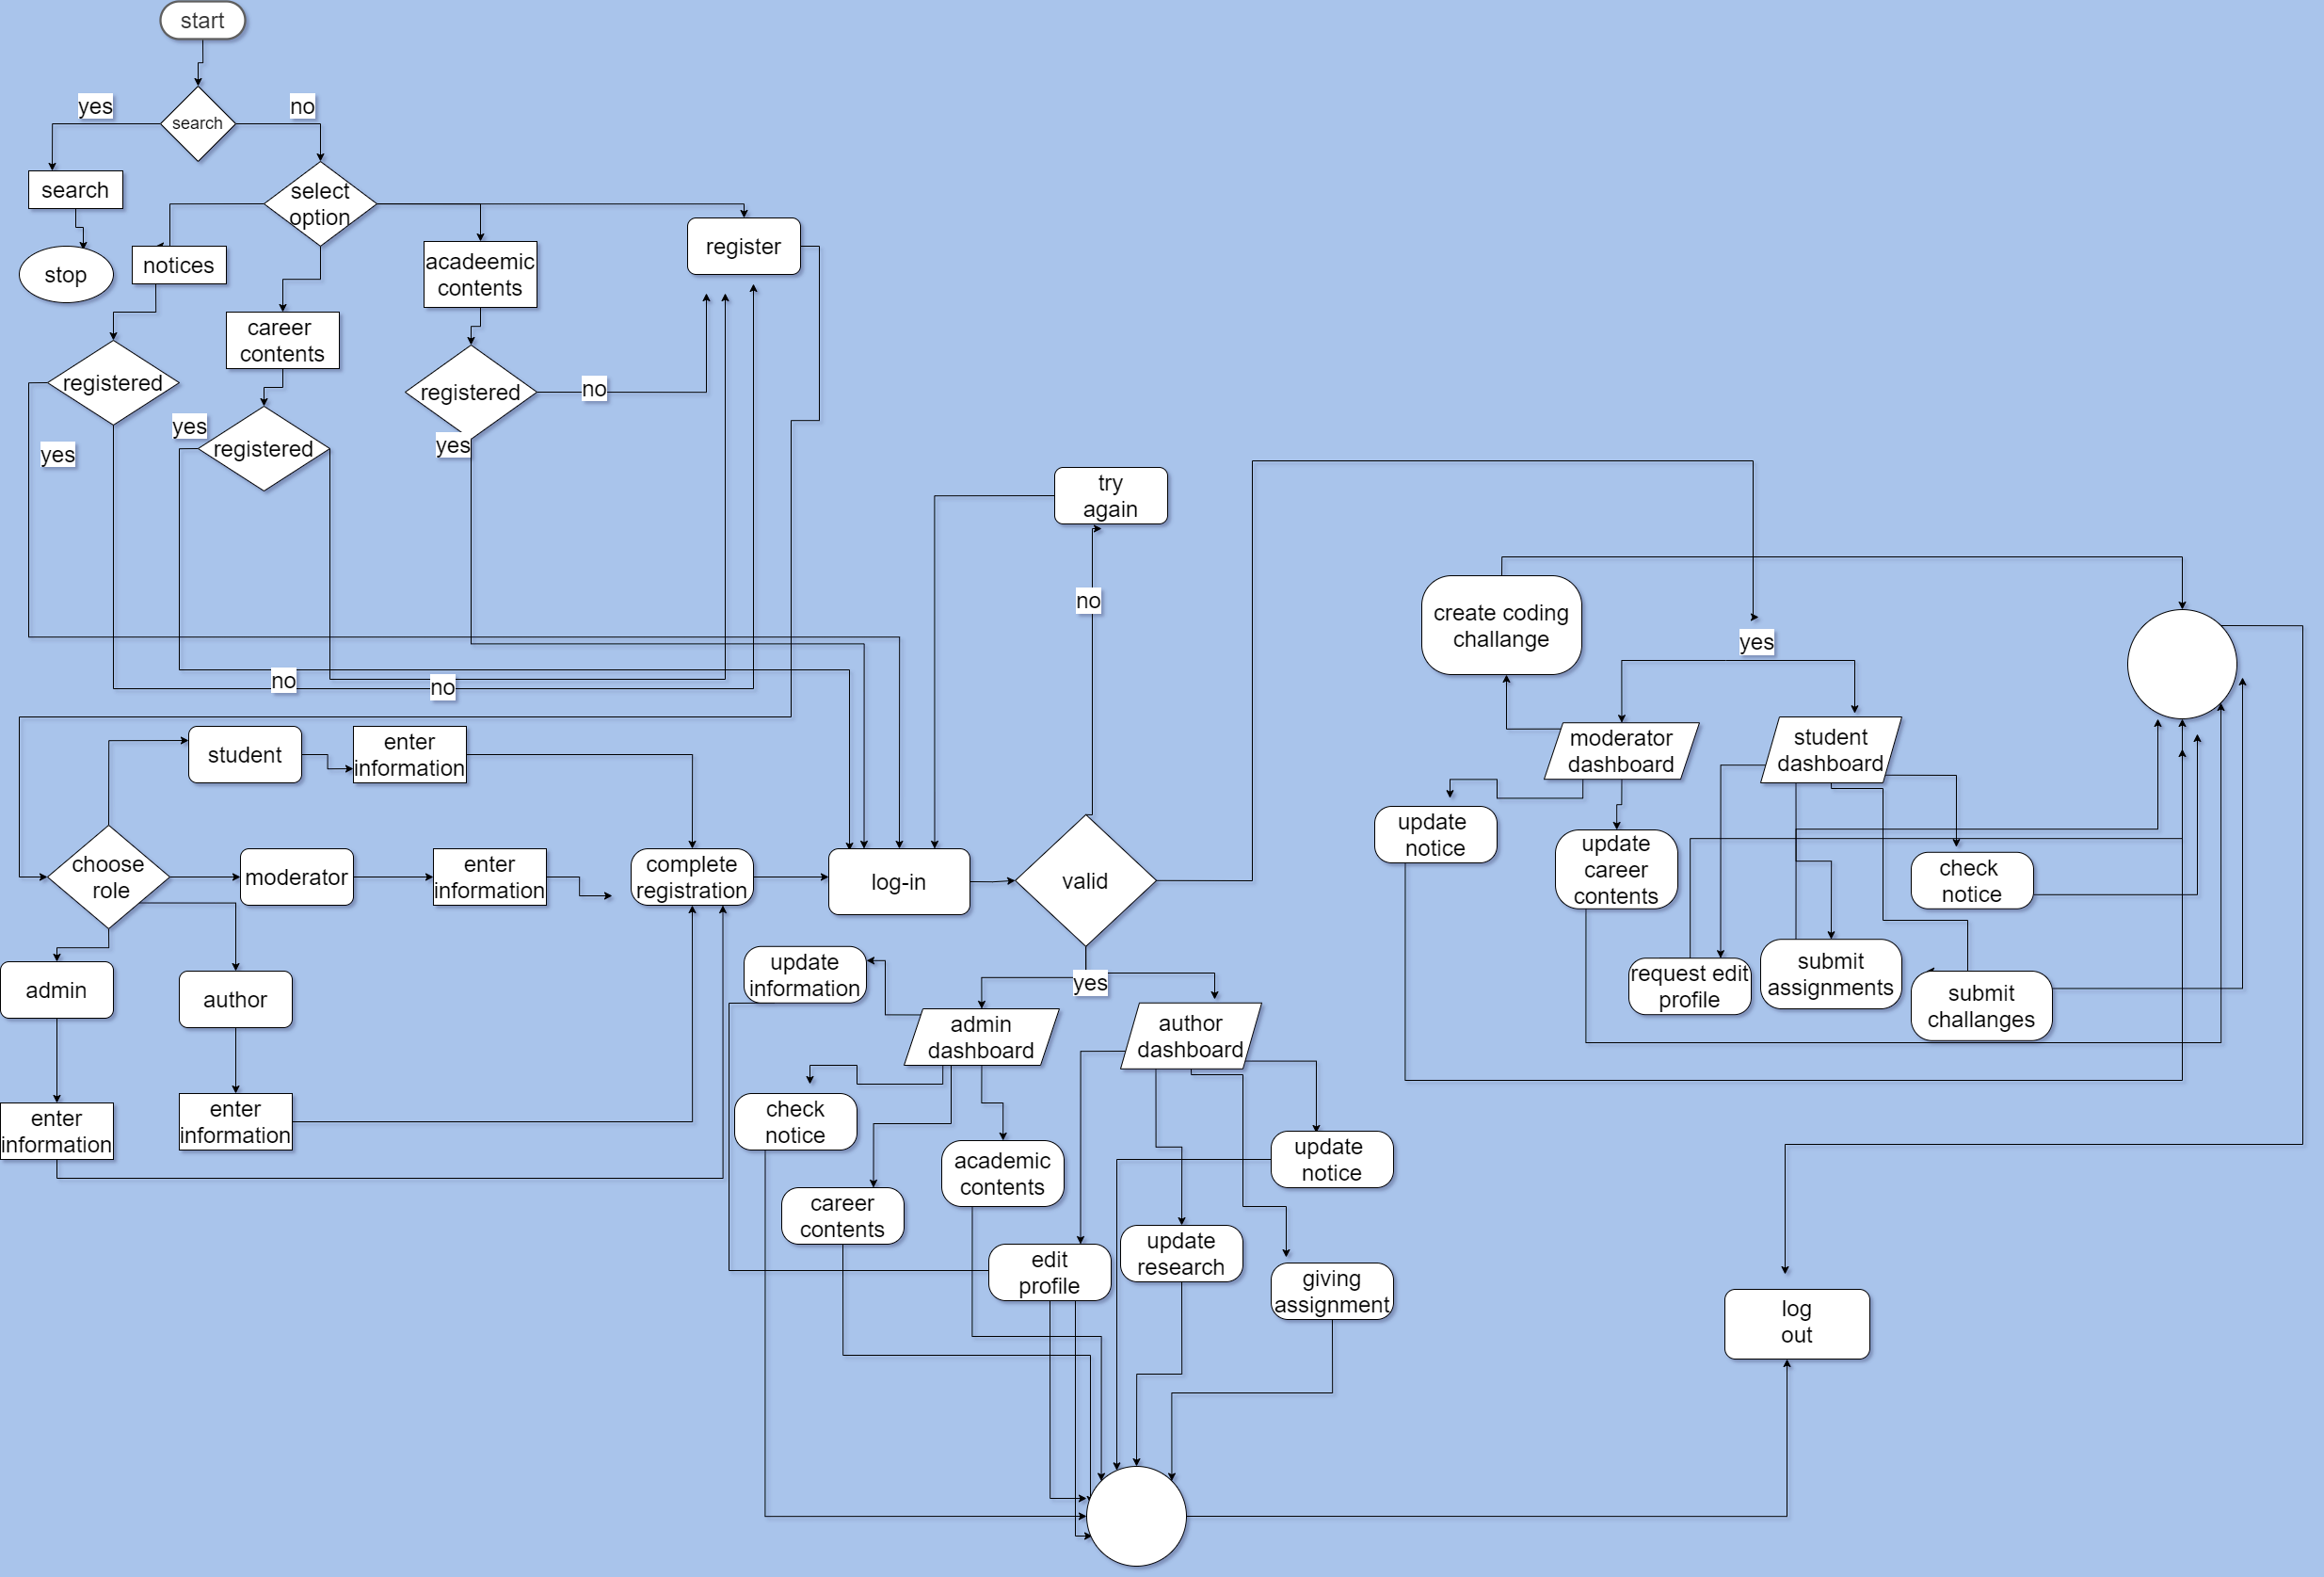 start
yes
no
search
search
select
option
stop
notices
acadeemic
contents
register
career
contents
registered
registered
no
yes
registered
yes
yes
try
again
no
no
no
create coding
challange
yes
student
enter
information
moderator
dashboard
student
dashboard
update
notice
update
career
contents
check
notice
choose
role
moderator
enter
information
complete
registration
log-in
valid
request edit
profile
submit
assignments
submit
challanges
admin
author
update
information
yes
admin
dashboard
author
dashboard
enter
information
enter
information
check
notice
academic
contents
update
notice
career
contents
edit
profile
update
research
giving
assignment
log
out